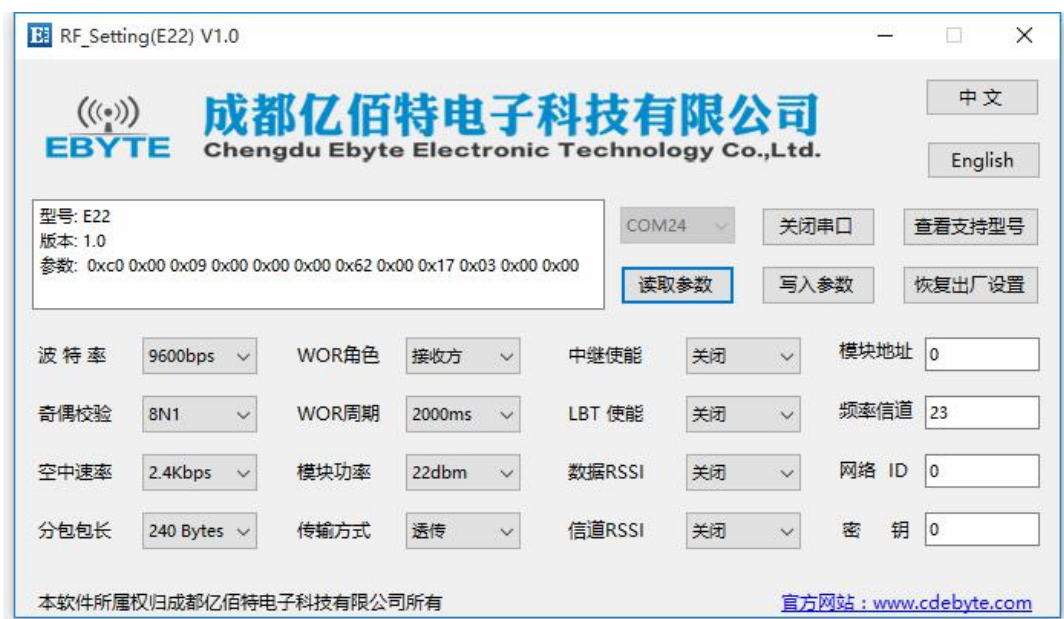 RF_Setting(E22) V1.0
EBYTE
成都亿佰特电子科技有限公司
Chengdu Ebyte Electronic Technology Co.,Ltd.
中 文
English
型号: E22
版本: 1.0
参数: 0xc0 0x00 0x09 0x00 0x00 0x00 0x62 0x00 0x17 0x03 0x00 0x00
COM24 关闭串口 查看支持型号
读取参数 写入参数 恢复出厂设置
波 特 率 9600bps WOR角色 接收方 中继使能 关闭 模块地址 0
奇偶校验 8N1 WOR周期 2000ms LBT 使能 关闭 频率信道 23
空中速率 2.4Kbps 模块功率 22dbm 数据RSSI 关闭 网络 ID 0
分包包长 240 Bytes 传输方式 透传 信道RSSI 关闭 密 钥 0
本软件所属权归成都亿佰特电子科技有限公司所有 官方网站：www.cdebyte.com